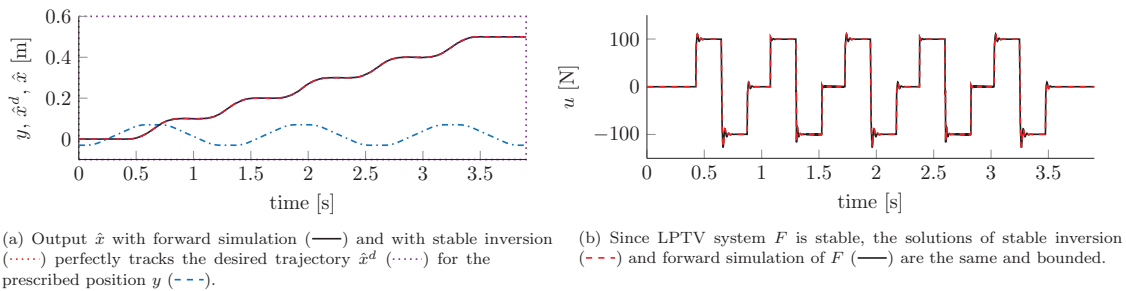 0.6
0.4
0.2
0
y, x̂ᵈ, x̂ [m]
0 0.5 1 1.5 2 2.5 3 3.5
time [s]
100
0
−100
u [N]
0 0.5 1 1.5 2 2.5 3 3.5
time [s]
(a) Output x̂ with forward simulation (——) and with stable inversion
(······) perfectly tracks the desired trajectory x̂ᵈ (······) for the
prescribed position y (– – –).
(b) Since LPTV system F is stable, the solutions of stable inversion
(– – –) and forward simulation of F (——) are the same and bounded.